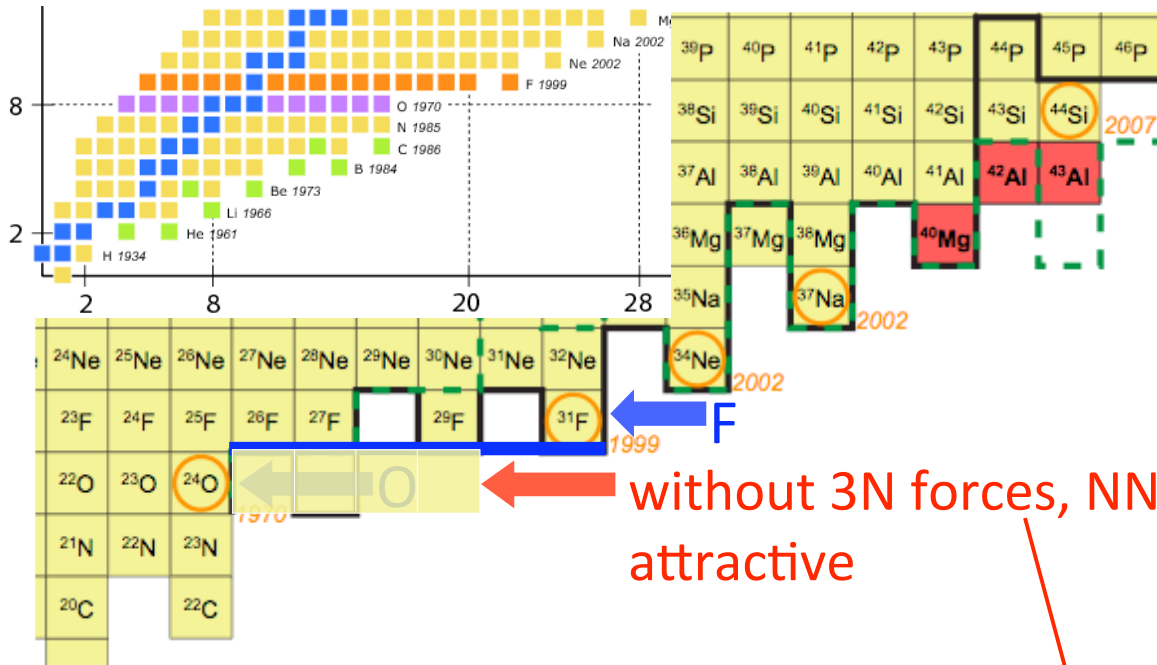 Mg
Na 2002
Ne 2002
F 1999
8
O 1970
N 1985
C 1986
B 1984
Be 1973
Li 1966
2
He 1961
H 1934
2 8 20 28
39P 40P 41P 42P 43P 44P 45P 46P
38Si 39Si 40Si 41Si 42Si 43Si 44Si
2007
37Al 38Al 39Al 40Al 41Al 42Al 43Al
36Mg 37Mg 38Mg 40Mg
35Na 37Na
2002
24Ne 25Ne 26Ne 27Ne 28Ne 29Ne 30Ne 31Ne 32Ne 34Ne
2002
23F 24F 25F 26F 27F 29F 31F F
1999
22O 23O 24O O
without 3N forces, NN
1970
21N 22N 23N
attractive
20C 22C